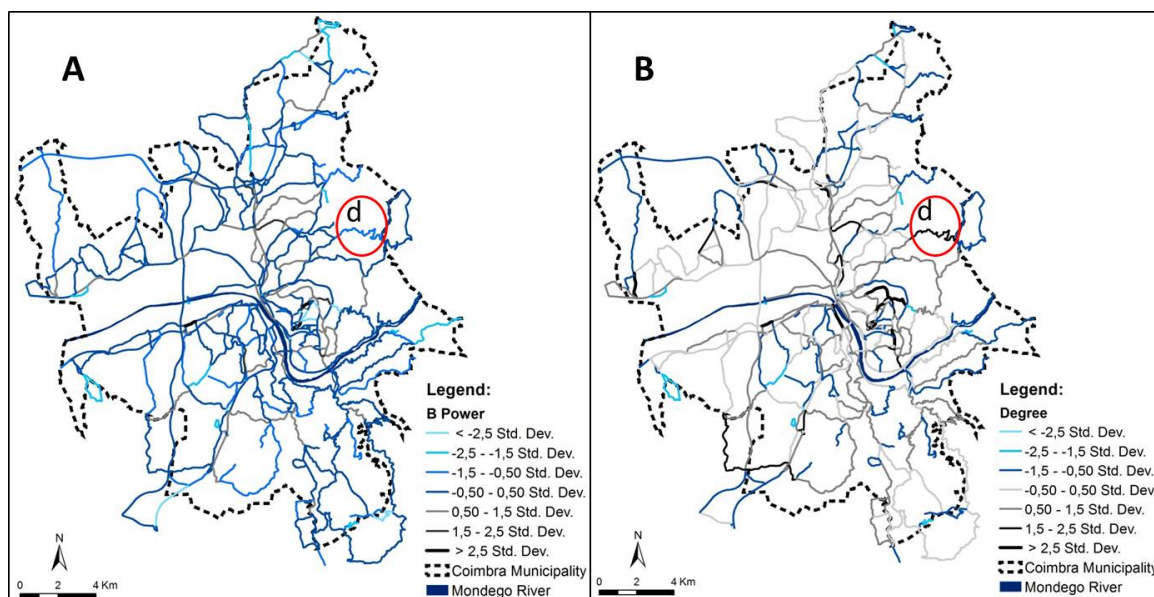 A
d
Legend:
B Power
< -2,5 Std. Dev.
-2,5 - -1,5 Std. Dev.
-1,5 - -0,50 Std. Dev.
-0,50 - 0,50 Std. Dev.
0,50 - 1,5 Std. Dev.
1,5 - 2,5 Std. Dev.
> 2,5 Std. Dev.
Coimbra Municipality
Mondego River
N
0 2 4 Km
B
d
Legend:
Degree
< -2,5 Std. Dev.
-2,5 - -1,5 Std. Dev.
-1,5 - -0,50 Std. Dev.
-0,50 - 0,50 Std. Dev.
0,50 - 1,5 Std. Dev.
1,5 - 2,5 Std. Dev.
> 2,5 Std. Dev.
Coimbra Municipality
Mondego River
N
0 2 4 Km